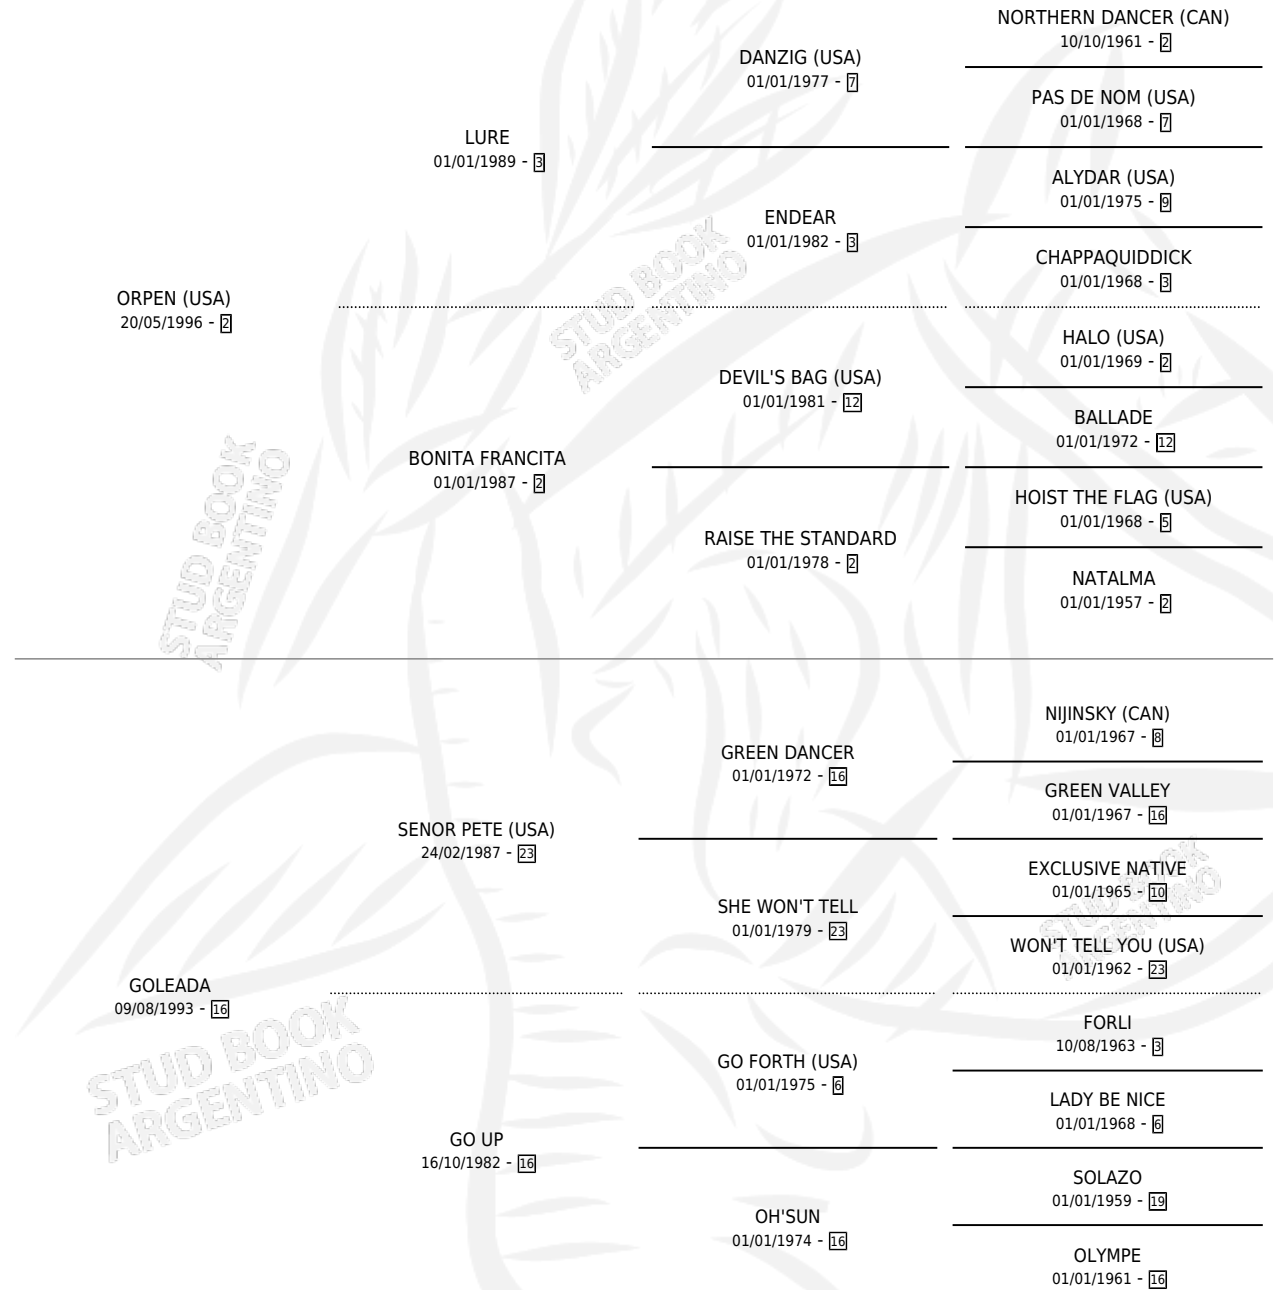 NORTHERN DANCER (CAN)
10/10/1961 - 2
DANZIG (USA)
01/01/1977 - 7
PAS DE NOM (USA)
01/01/1968 - 7
LURE
01/01/1989 - 3
ALYDAR (USA)
01/01/1975 - 9
ENDEAR
01/01/1982 - 3
CHAPPAQUIDDICK
01/01/1968 - 3
ORPEN (USA)
20/05/1996 - 2
HALO (USA)
01/01/1969 - 2
DEVIL'S BAG (USA)
01/01/1981 - 12
BALLADE
01/01/1972 - 12
BONITA FRANCITA
01/01/1987 - 2
HOIST THE FLAG (USA)
01/01/1968 - 5
RAISE THE STANDARD
01/01/1978 - 2
NATALMA
01/01/1957 - 2
NIJINSKY (CAN)
01/01/1967 - 8
GREEN DANCER
01/01/1972 - 16
GREEN VALLEY
01/01/1967 - 16
SENOR PETE (USA)
24/02/1987 - 23
EXCLUSIVE NATIVE
01/01/1965 - 10
SHE WON'T TELL
01/01/1979 - 23
WON'T TELL YOU (USA)
01/01/1962 - 23
GOLEADA
09/08/1993 - 16
FORLI
10/08/1963 - 3
GO FORTH (USA)
01/01/1975 - 6
LADY BE NICE
01/01/1968 - 6
GO UP
16/10/1982 - 16
SOLAZO
01/01/1959 - 19
OH'SUN
01/01/1974 - 16
OLYMPE
01/01/1961 - 16
STUD BOOK
ARGENTINO
STUD BOOK
ARGENTINO
STUD BOOK
ARGENTINO
STUD BOOK
ARGENTINO